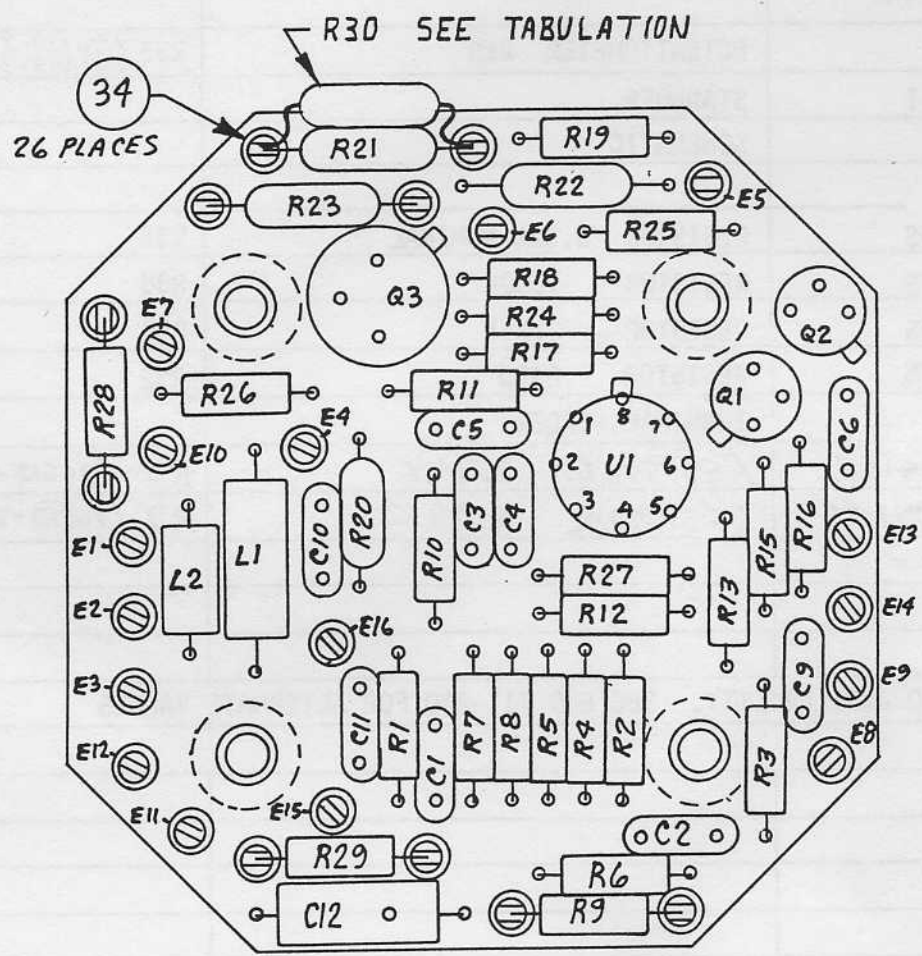 R30 SEE TABULATION
34
26 PLACES
R21
R19
R23
R22
E5
E6
R25
Q3
R18
R24
R17
Q2
E7
R28
R26
R11
Q1
C6
E4
C5
1 8 7
2 U1 6
3 4 5
E10
C10
R20
R10
C3
C4
R15
R16
E13
E1
L2
L1
R27
R13
R12
E14
E2
E16
E3
C11
R1
C1
R7
R8
R5
R4
R2
C9
E9
R3
E8
E12
E11
E15
C2
R29
R6
C12
R9